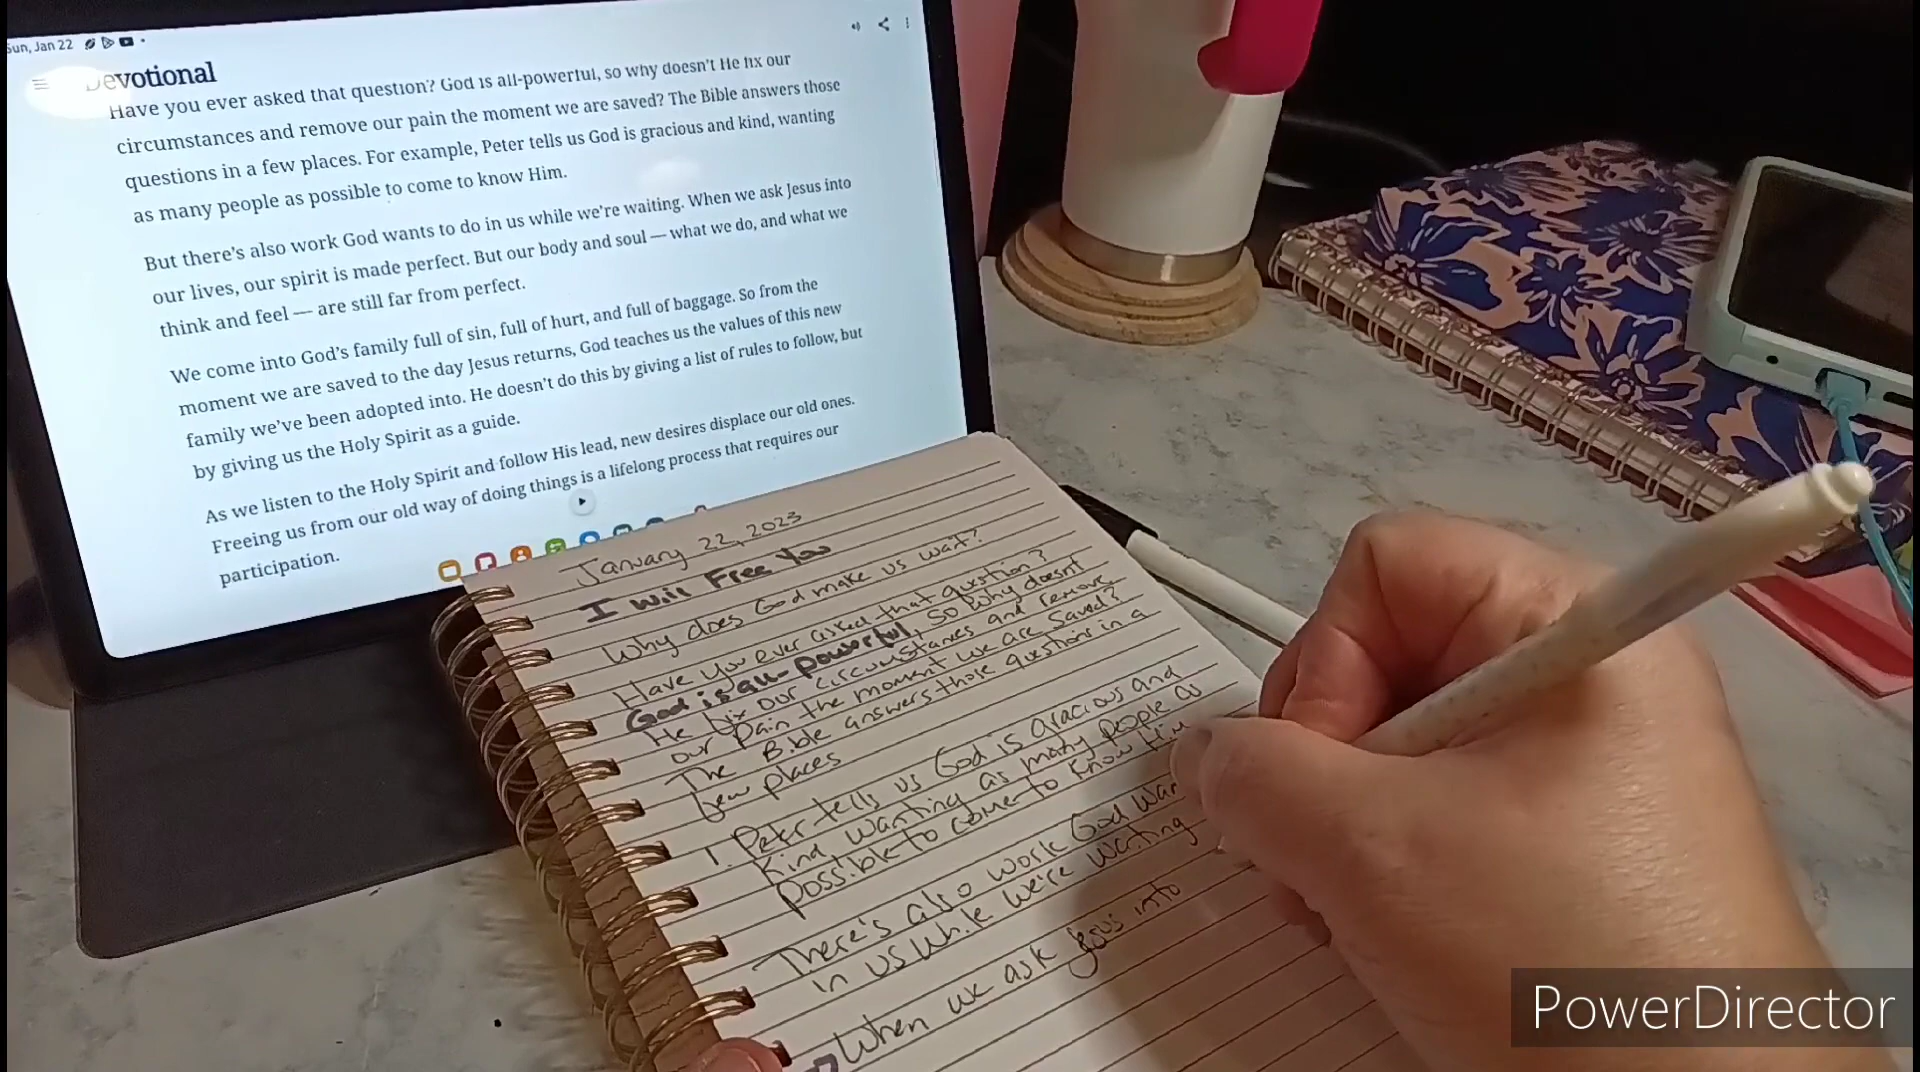 Sun, Jan 22
Devotional
Have you ever asked that question? God is all-powerful, so why doesn't He fix our
circumstances and remove our pain the moment we are saved? The Bible answers those
questions in a few places. For example, Peter tells us God is gracious and kind, wanting
as many people as possible to come to know Him.
But there's also work God wants to do in us while we're waiting. When we ask Jesus into
our lives, our spirit is made perfect. But our body and soul — what we do, and what we
think and feel — are still far from perfect.
We come into God's family full of sin, full of hurt, and full of baggage. So from the
moment we are saved to the day Jesus returns, God teaches us the values of this new
family we've been adopted into. He doesn't do this by giving a list of rules to follow, but
by giving us the Holy Spirit as a guide.
As we listen to the Holy Spirit and follow His lead, new desires displace our old ones.
Freeing us from our old way of doing things is a lifelong process that requires our
participation.
January 22, 2023
I will Free You
Why does God make us wait?
Have you ever asked that question?
God is all-powerful, so why doesn't
He fix our circumstances and remove
our pain the moment we are saved?
The Bible answers those questions in a
few places
1. Peter tells us God is gracious and
kind wanting as many people as
possible to come to know Him
There's also work God wan
in us while we're waiting
When we ask Jesus into
PowerDirector